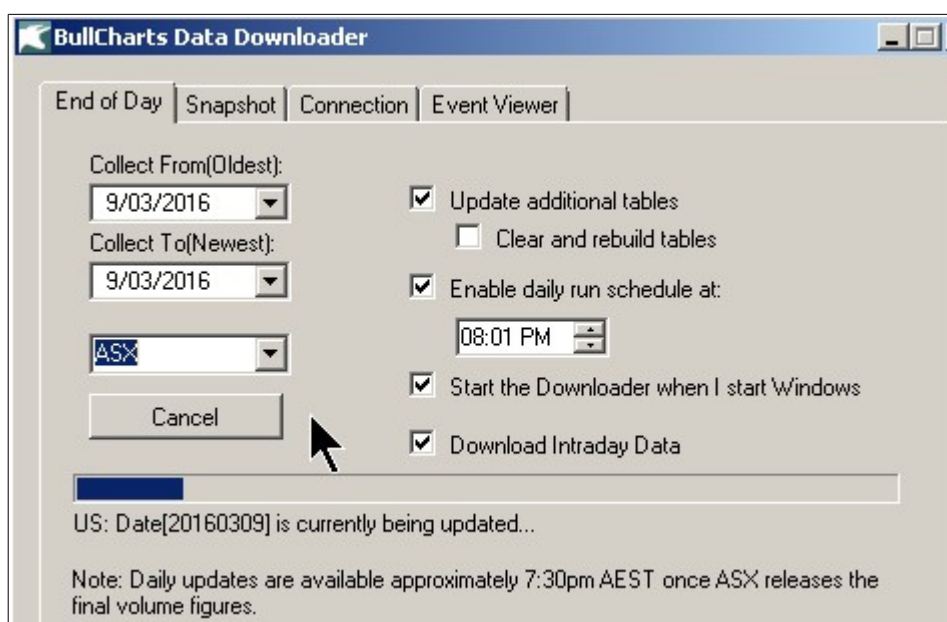 BullCharts Data Downloader
End of Day Snapshot Connection Event Viewer
Collect From(Oldest):
9/03/2016
Collect To(Newest):
9/03/2016
ASX
Cancel
Update additional tables
Clear and rebuild tables
Enable daily run schedule at:
08:01 PM
Start the Downloader when I start Windows
Download Intraday Data
US: Date[20160309] is currently being updated...
Note: Daily updates are available approximately 7:30pm AEST once ASX releases the
final volume figures.